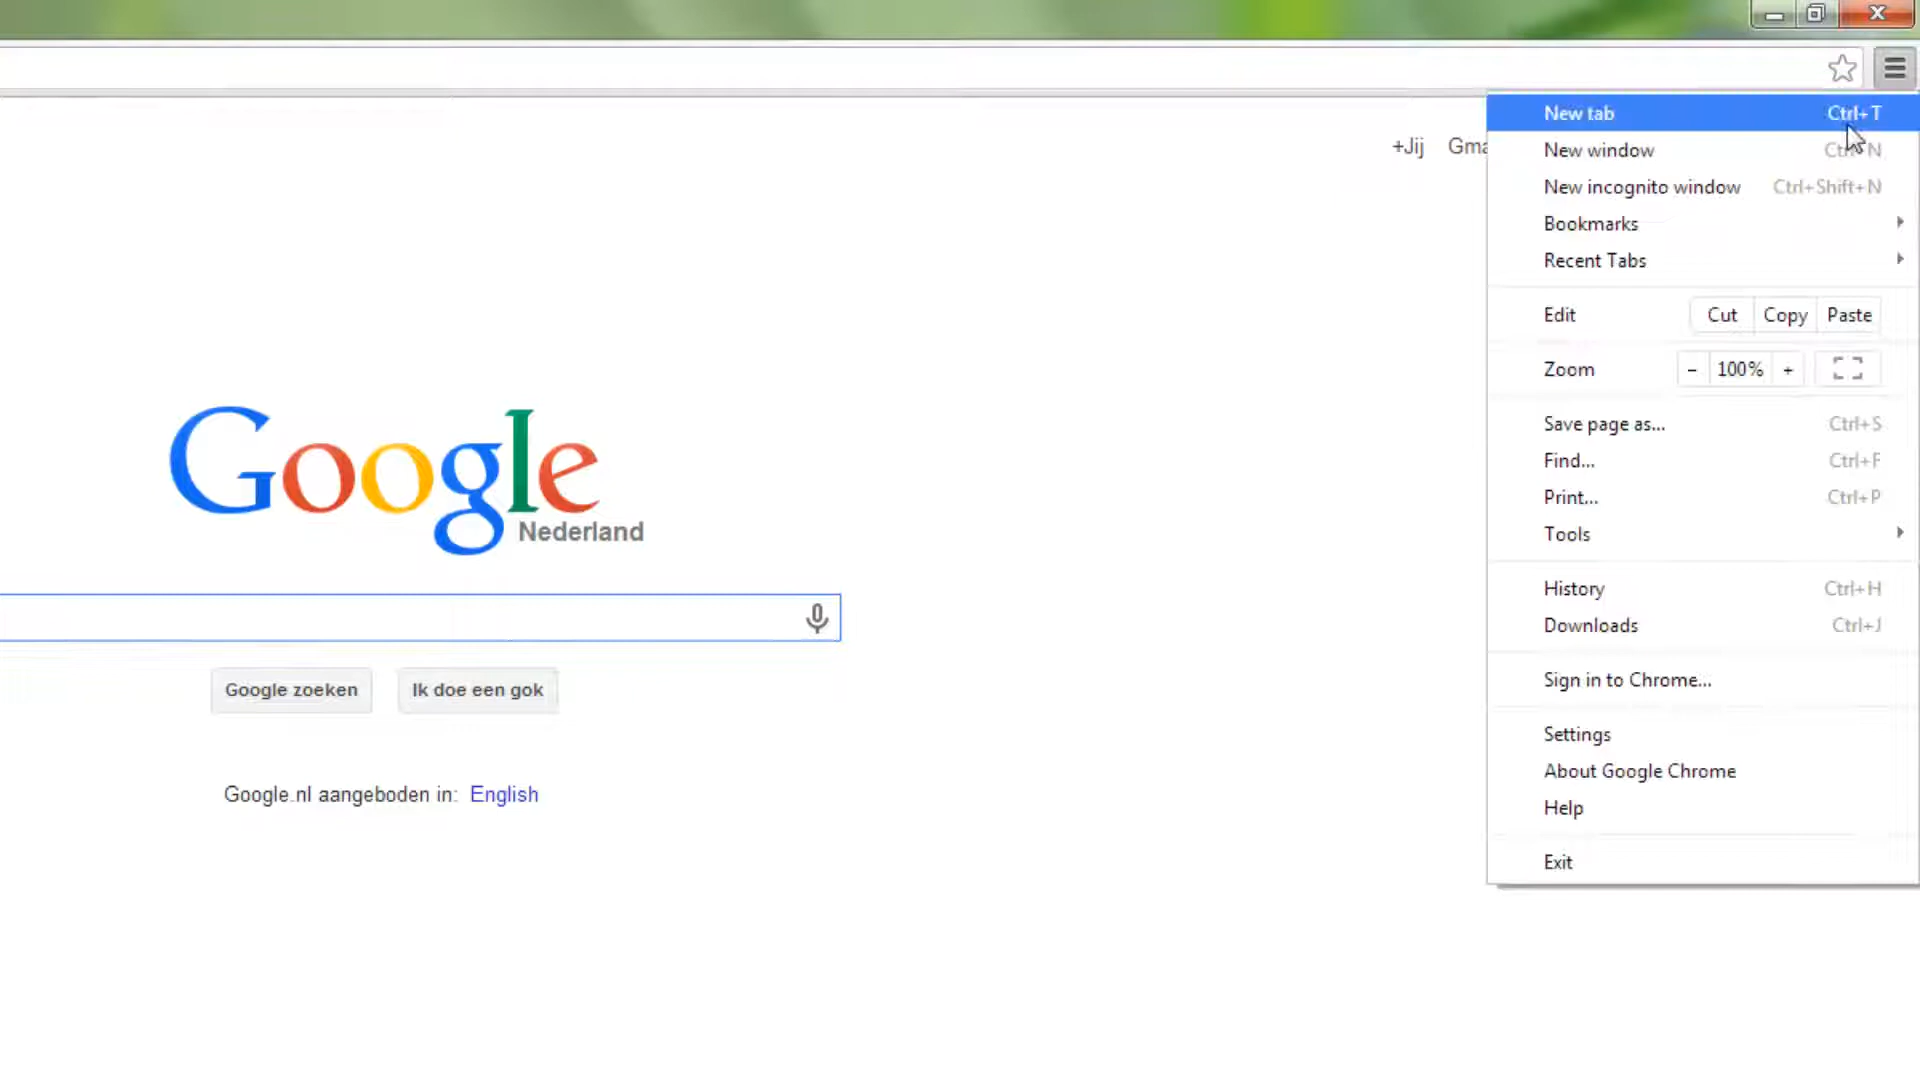 New tab Ctrl+T
+Jij
New window
New incognito window Ctrl+Shift+N
Bookmarks
Recent Tabs
Edit Cut Copy Paste
Zoom - 100% +
Save page as... Ctrl+S
Find... Ctrl+F
Print... Ctrl+P
Tools
History Ctrl+H
Downloads Ctrl+J
Sign in to Chrome...
Settings
About Google Chrome
Help
Exit
Google
Nederland
Google zoeken Ik doe een gok
Google.nl aangeboden in: English